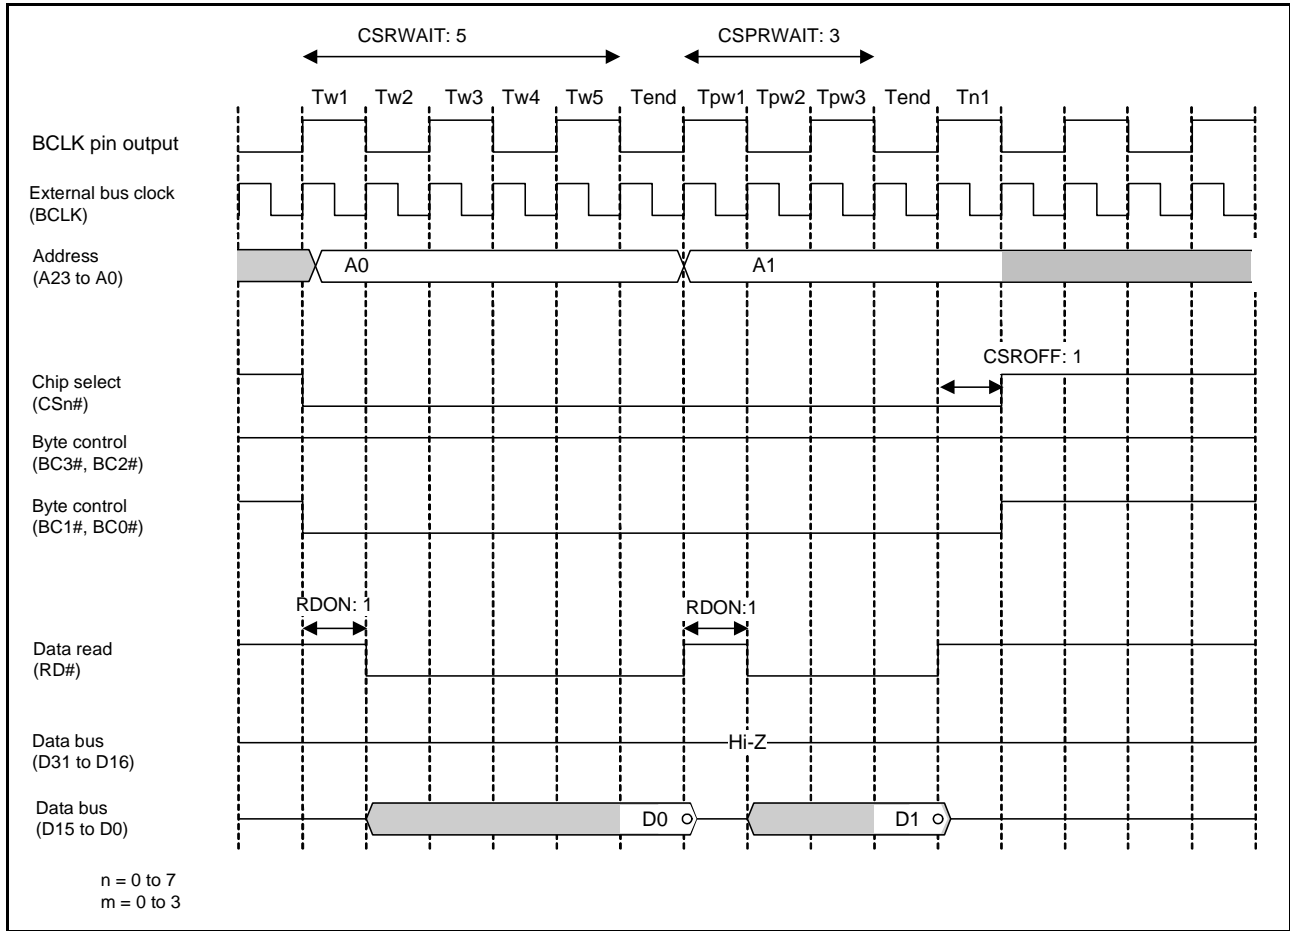 CSRWAIT: 5
CSPRWAIT: 3
Tw1 Tw2 Tw3 Tw4 Tw5 Tend Tpw1 Tpw2 Tpw3 Tend Tn1
BCLK pin output
External bus clock
(BCLK)
Address
(A23 to A0)
A0
A1
CSROFF: 1
Chip select
(CSn#)
Byte control
(BC3#, BC2#)
Byte control
(BC1#, BC0#)
RDON: 1
RDON:1
Data read
(RD#)
Data bus
(D31 to D16)
Hi-Z
Data bus
(D15 to D0)
D0
D1
n = 0 to 7
m = 0 to 3